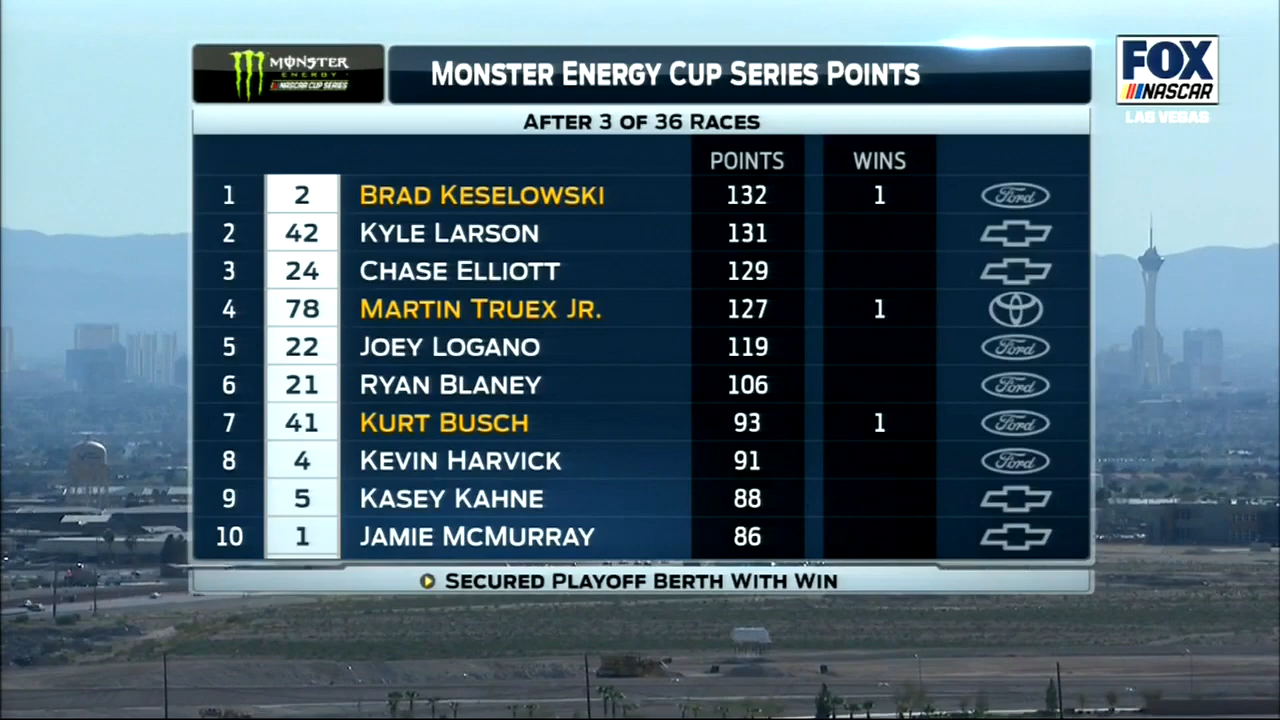 MONSTER
ENERGY
NASCAR CUP SERIES
MONSTER ENERGY CUP SERIES POINTS
FOX
NASCAR
LAS VEGAS
AFTER 3 OF 36 RACES
POINTS WINS
1 2 BRAD KESELOWSKI 132 1 Ford
2 42 KYLE LARSON 131
3 24 CHASE ELLIOTT 129
4 78 MARTIN TRUEX JR. 127 1
5 22 JOEY LOGANO 119 Ford
6 21 RYAN BLANEY 106 Ford
7 41 KURT BUSCH 93 1 Ford
8 4 KEVIN HARVICK 91 Ford
9 5 KASEY KAHNE 88
10 1 JAMIE MCMURRAY 86
SECURED PLAYOFF BERTH WITH WIN